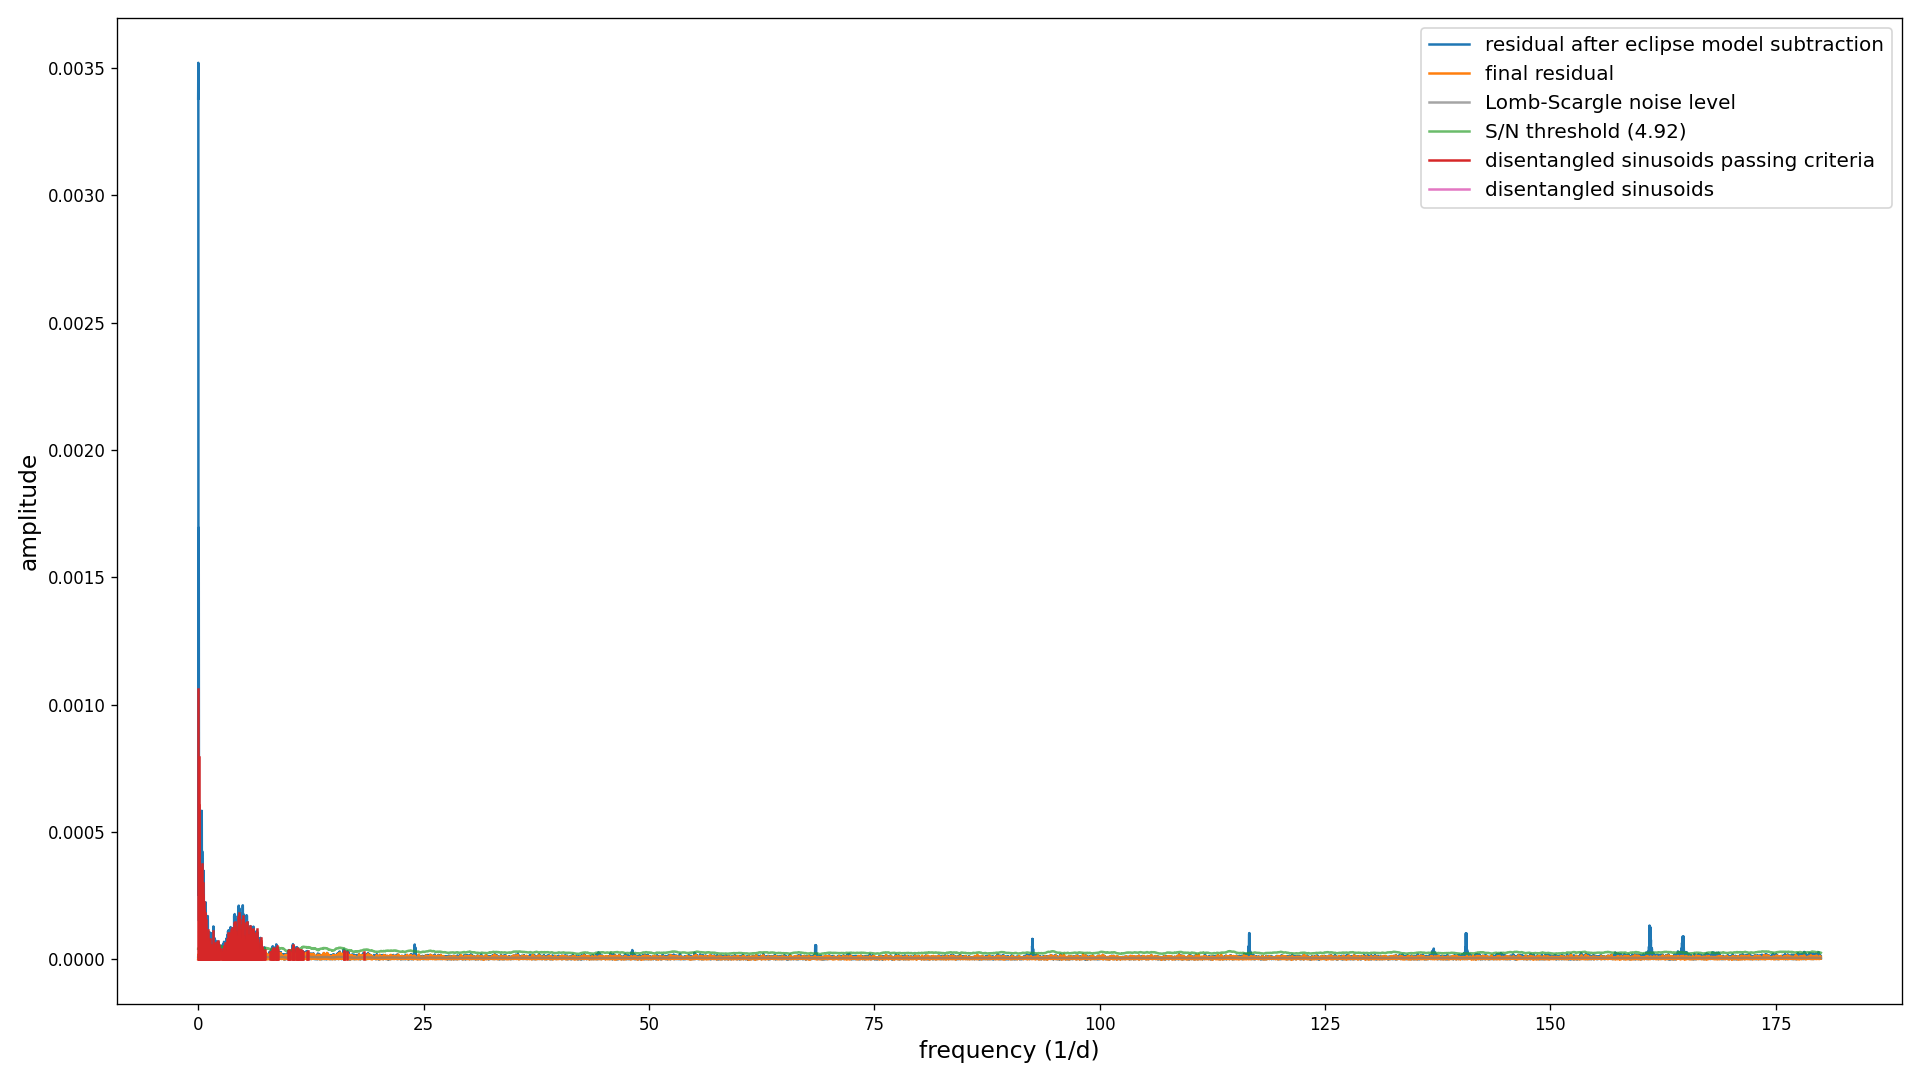 residual after eclipse model subtraction
final residual
Lomb-Scargle noise level
S/N threshold (4.92)
disentangled sinusoids passing criteria
disentangled sinusoids
0.0035
0.0030
0.0025
0.0020
0.0015
0.0010
0.0005
0.0000
amplitude
0 25 50 75 100 125 150 175
frequency (1/d)